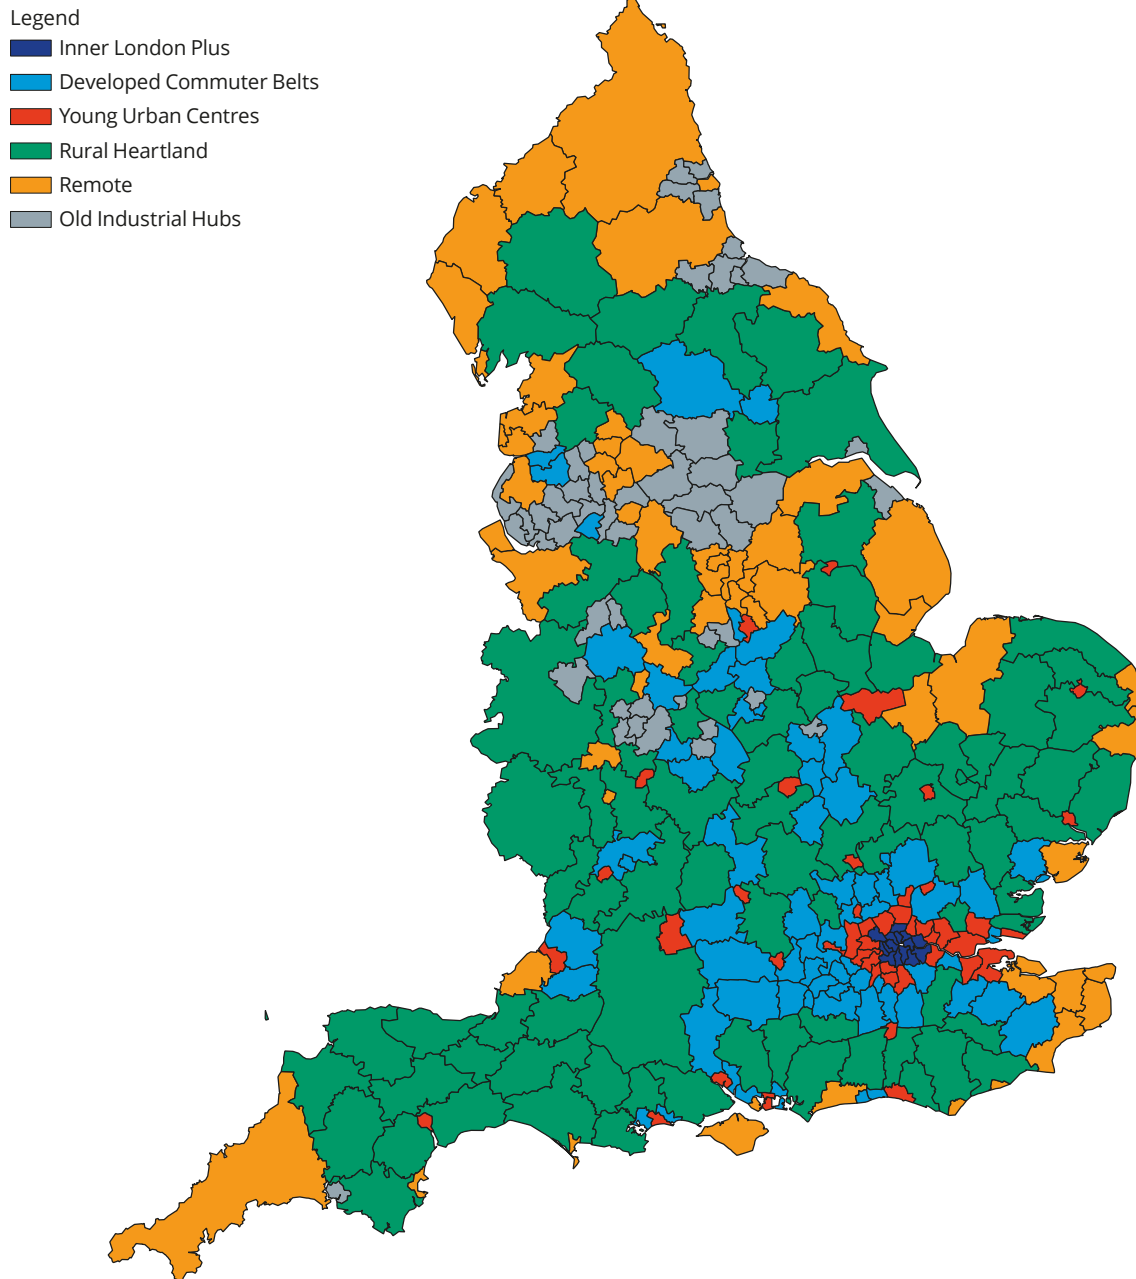 Legend
Inner London Plus
Developed Commuter Belts
Young Urban Centres
Rural Heartland
Remote
Old Industrial Hubs